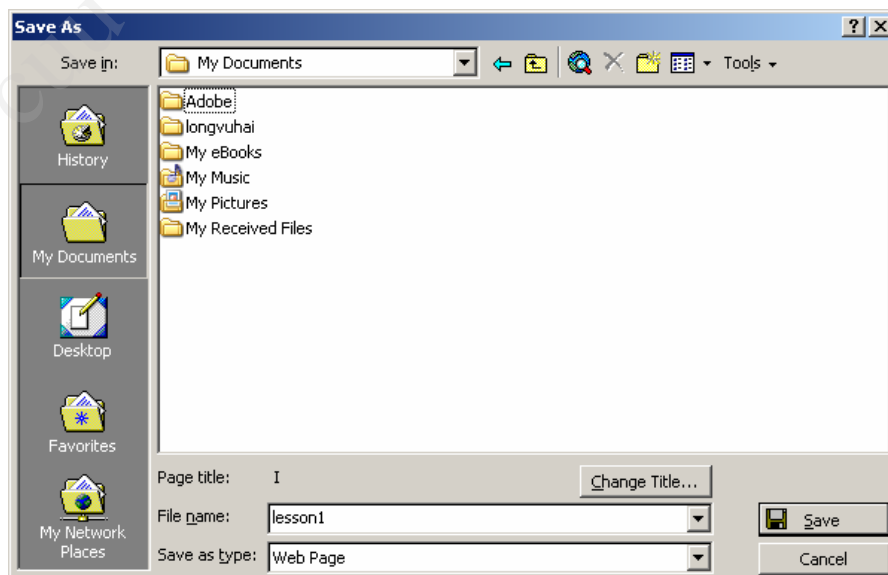 Save As
Save in:
My Documents
Tools
History
My Documents
Desktop
Favorites
My Network
Places
Adobe
longvuhai
My eBooks
My Music
My Pictures
My Received Files
Page title:
I
Change Title...
File name:
lesson1
Save
Save as type:
Web Page
Cancel